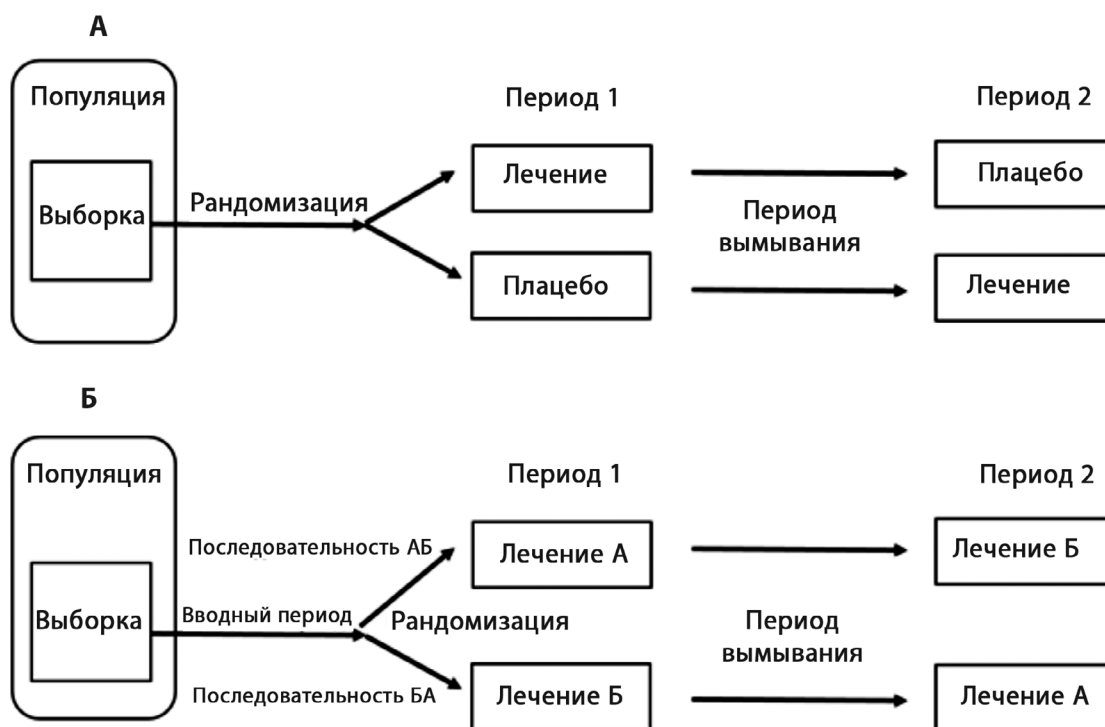 А
Популяция
Период 1
Период 2
Выборка
Рандомизация
Лечение
Плацебо
Период
вымывания
Плацебо
Лечение
Б
Популяция
Период 1
Период 2
Последовательность АБ
Лечение А
Лечение Б
Выборка
Вводный период
Рандомизация
Период
вымывания
Последовательность БА
Лечение Б
Лечение А